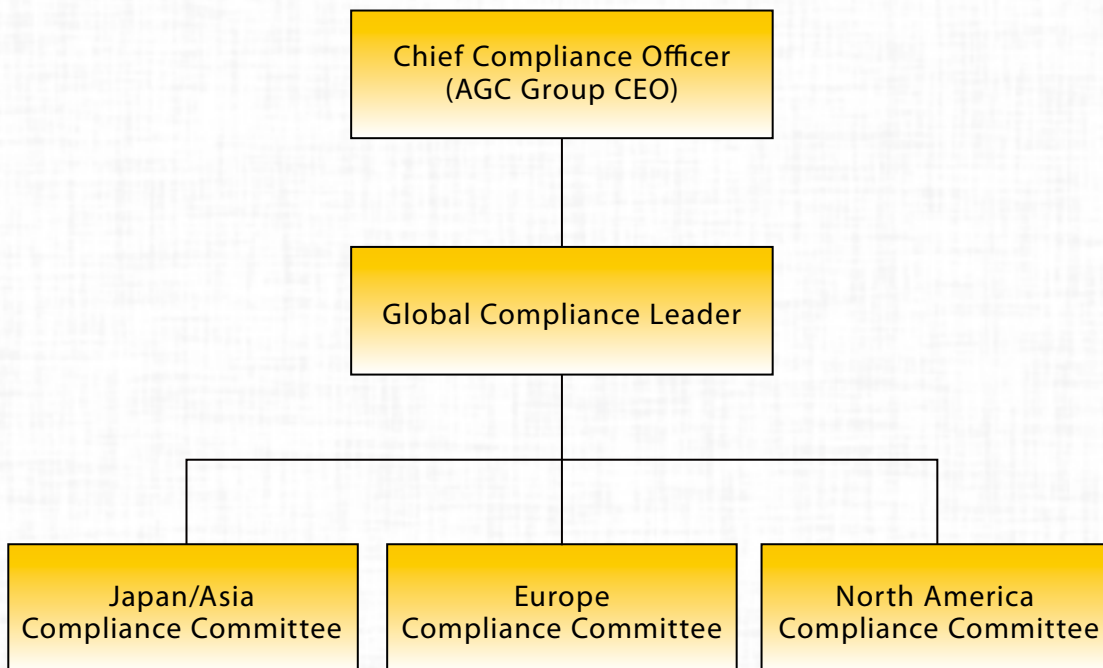 Chief Compliance Officer
(AGC Group CEO)
Global Compliance Leader
Japan/Asia
Compliance Committee
Europe
Compliance Committee
North America
Compliance Committee